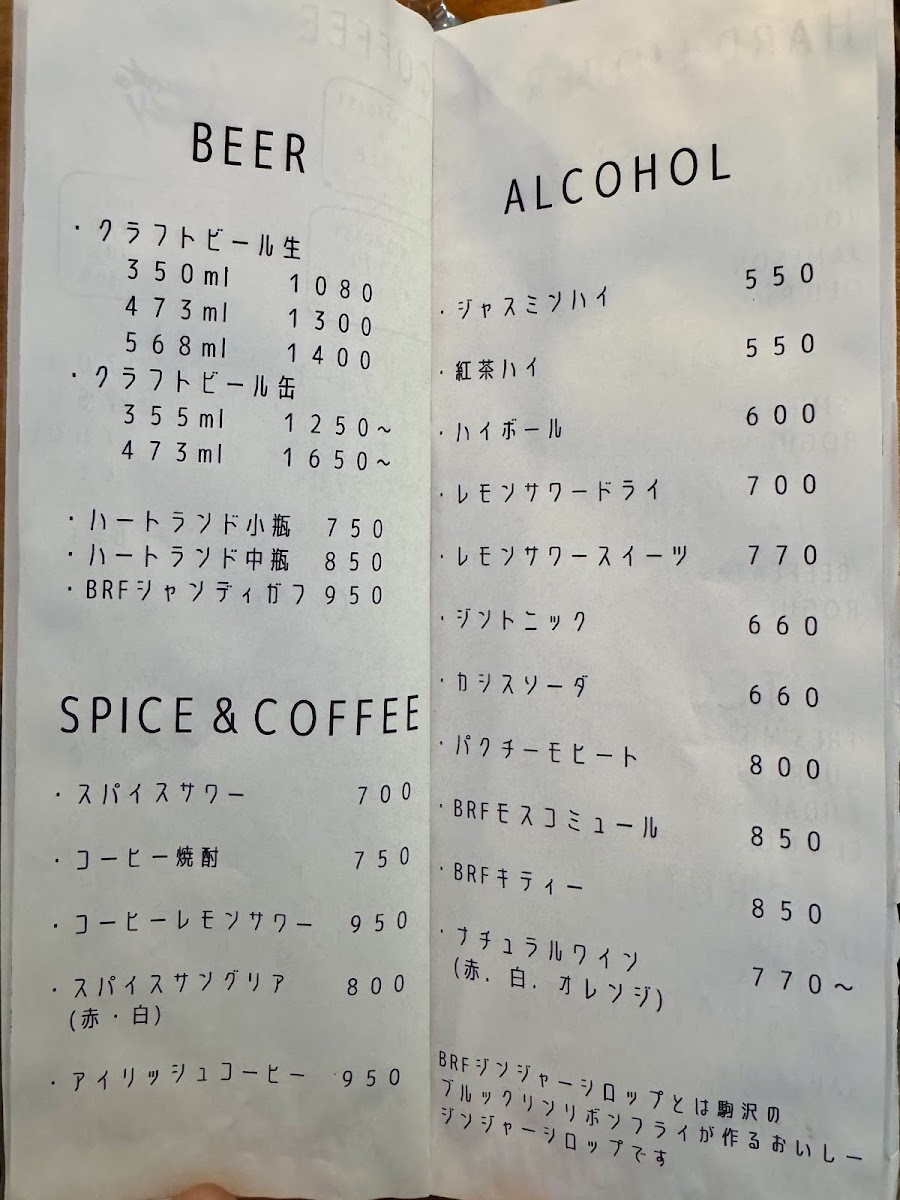 BEER
・クラフトビール生
350ml 1080
473ml 1300
568ml 1400
・クラフトビール缶
355ml 1250~
473ml 1650~
・ハートランド小瓶 750
・ハートランド中瓶 850
・BRFシャンディガフ 950
SPICE & COFFEE
・スパイスサワー 700
・コーヒー焼酎 750
・コーヒーレモンサワー 950
・スパイスサングリア 800
(赤・白)
・アイリッシュコーヒー 950
ALCOHOL
・ジャスミンハイ 550
・紅茶ハイ 550
・ハイボール 600
・レモンサワードライ 700
・レモンサワースイーツ 770
・ジントニック 660
・カシスソーダ 660
・パクチーモヒート 800
・BRFモスコミュール 850
・BRFキティー 850
・ナチュラルワイン 770~
(赤. 白. オレンジ)
BRFジンジャーシロップとは駒沢の
ブルックリンリボンフライが作るおいしー
ジンジャーシロップです